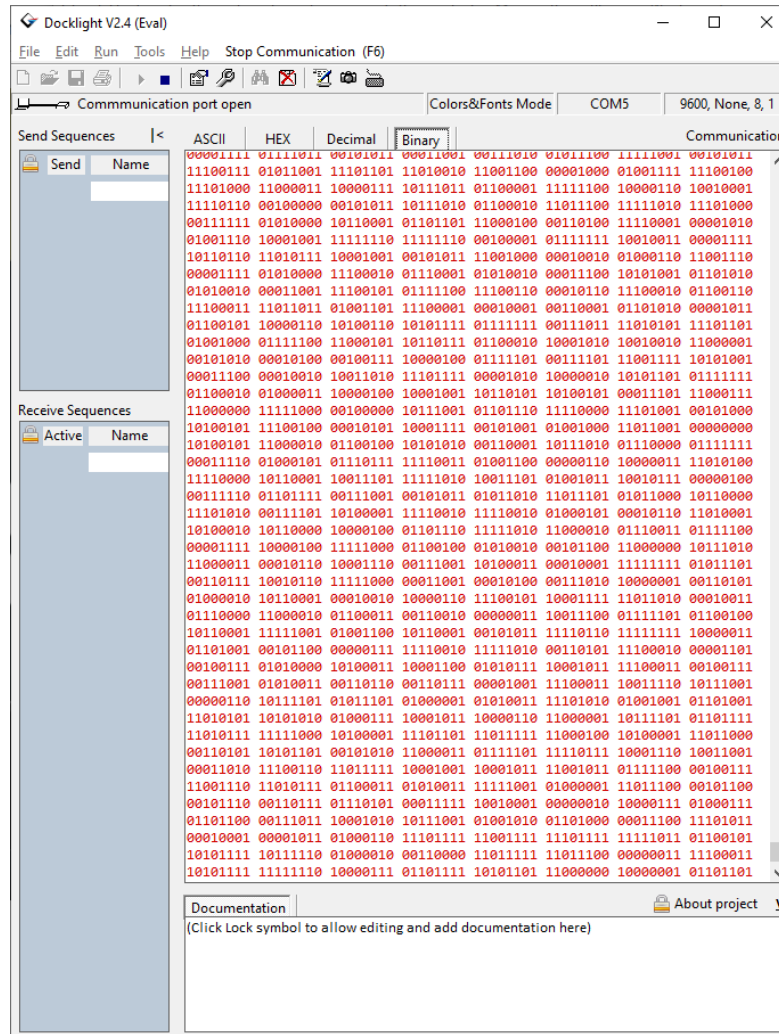 Docklight V2.4 (Eval)
File Edit Run Tools Help Stop Communication (F6)
Commmunication port open Colors&Fonts Mode COM5 9600, None, 8, 1
Send Sequences |< ASCII HEX Decimal Binary Communication
Send Name
00001111 01111011 00101011 00011001 00111010 01011100 11111001 00101011
11100111 01011001 11101101 11010010 11001100 00001000 01001111 11100100
11101000 11000011 10000111 10111011 01100001 11111100 10000110 10010001
11110110 00100000 00101011 10111010 01100010 11011100 11111010 11101000
00111111 01010000 10110001 01101101 11000100 00110100 11110001 00001010
01001110 10001001 11111110 11111110 00100001 01111111 10010011 00001111
10110110 11010111 10001001 00101011 11001000 00010010 01000110 11001110
00001111 01010000 11100010 01110001 01010010 00011100 10101001 01101010
01010010 00011001 11100101 01111100 11100110 00010110 11100010 01100110
11100011 11011011 01001101 11100001 00010001 00110001 01101010 00001011
01100101 10000110 10100110 10101111 01111111 00111011 11010101 11101101
01001000 01111100 11000101 10110111 01100010 10001010 10010010 11000001
00101010 00010100 00100111 10000100 01111101 00111101 11001111 10101001
00011100 00010010 10011010 11101111 00001010 10000010 10101101 01111111
01100010 01000011 10000100 10001001 10110101 10100101 00011101 11000111
Receive Sequences
11000000 11111000 00100000 10111001 01101110 11110000 11101001 00101000
Active Name
10100101 11100100 00010101 10001111 00101001 01001000 11011001 00000000
10100101 11000010 01100100 10101010 00110001 10111010 01110000 01111111
00011110 01000101 01110111 11110011 01001100 00000110 10000011 11010100
11110000 10110001 10011101 11111010 10011101 01001011 10010111 00000100
00111110 01101111 00111001 00101011 01011010 11011101 01011000 10110000
11101010 00111101 10100001 11110010 11110010 01000101 00010110 11010001
10100010 10110000 10000100 01101110 11111010 11000010 01110011 01111100
00001111 10000100 11111000 01100100 01010010 00101100 11000000 10111010
11000011 00010110 10001110 00111001 10100011 00010001 11111111 01011101
00110111 10010110 11111000 00011001 00010100 00111010 10000001 00110101
01000010 10110001 00010010 10000110 11100101 10001111 11011010 00010011
01110000 11000010 01100011 00110010 00000011 10011100 01111101 01100100
10110001 11111001 01001100 10110001 00101011 11110110 11111111 10000011
01101001 00101100 00000111 11110010 11111010 00110101 11100010 00001101
00100111 01010000 10100011 10001100 01010111 10001011 11100011 00100111
00111001 01010011 00110110 00110111 00001001 11100011 10011110 10111001
00000110 10111101 01011101 01000001 01010011 11101010 01001001 01101001
11010101 10101010 01000111 10001011 10000110 11000001 10111101 01101111
11010111 11111000 10100001 11101101 11011111 11000100 10100001 11011000
00110101 10101101 00101010 11000011 01111101 11110111 10001110 10011001
00011010 11100110 11011111 10001001 10001011 11001011 01111100 00100111
11001110 11010111 01100011 01010011 11111001 01000001 11011100 00101100
00101110 00110111 01110101 00011111 10010001 00000010 10000111 01000111
01101100 00111011 10001010 10111001 01001010 01101000 00011100 11101011
00010001 00001011 01000110 11101111 11001111 11101111 11111011 01100101
10101111 10111110 01000010 00110000 11011111 11011100 00000011 11100011
10101111 11111110 10000111 01101111 10101101 11000000 10000001 01101101
Documentation About project
(Click Lock symbol to allow editing and add documentation here)